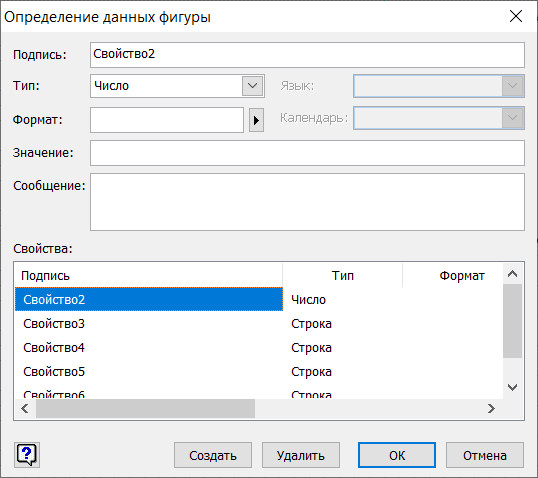 Определение данных фигуры
Подпись: Свойство2
Тип: Число Язык:
Формат: Календарь:
Значение:
Сообщение:
Свойства:
Подпись Тип Формат
Свойство2 Число
Свойство3 Строка
Свойство4 Строка
Свойство5 Строка
Свойство6 Строка
Создать Удалить ОК Отмена